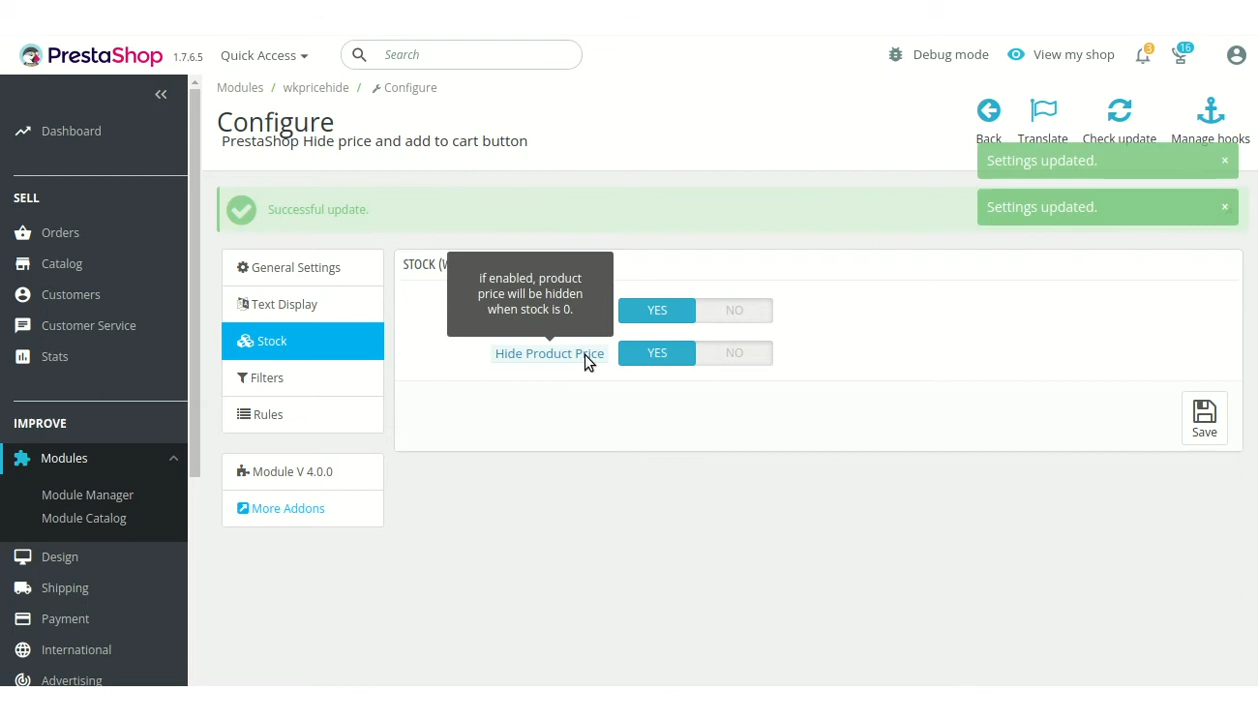 PrestaShop 1.7.6.5 Quick Access Search Debug mode View my shop 3 16
Modules / wkpricehide / Configure
Configure
PrestaShop Hide price and add to cart button
Back Translate Check update Manage hooks
Settings updated. ×
Settings updated. ×
Successful update.
Dashboard
SELL
Orders
Catalog
Customers
Customer Service
Stats
IMPROVE
Modules
Module Manager
Module Catalog
Design
Shipping
Payment
International
Advertising
General Settings
Text Display
Stock
Filters
Rules
Module V 4.0.0
More Addons
STOCK
if enabled, product
price will be hidden
when stock is 0.
YES NO
Hide Product Price YES NO
Save